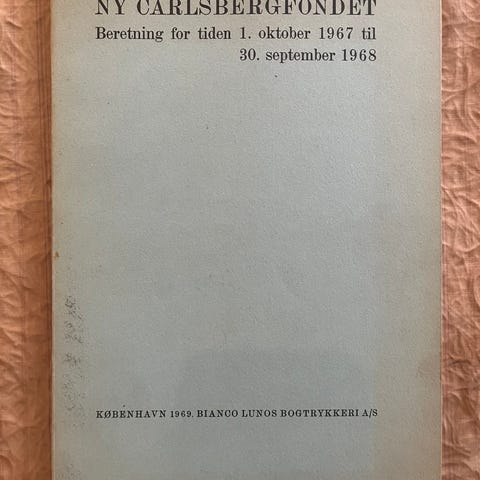 NY CARLSBERGFONDET
Beretning for tiden 1. oktober 1967 til
30. september 1968
KØBENHAVN 1969. BIANCO LUNOS BOGTRYKKERI A/S